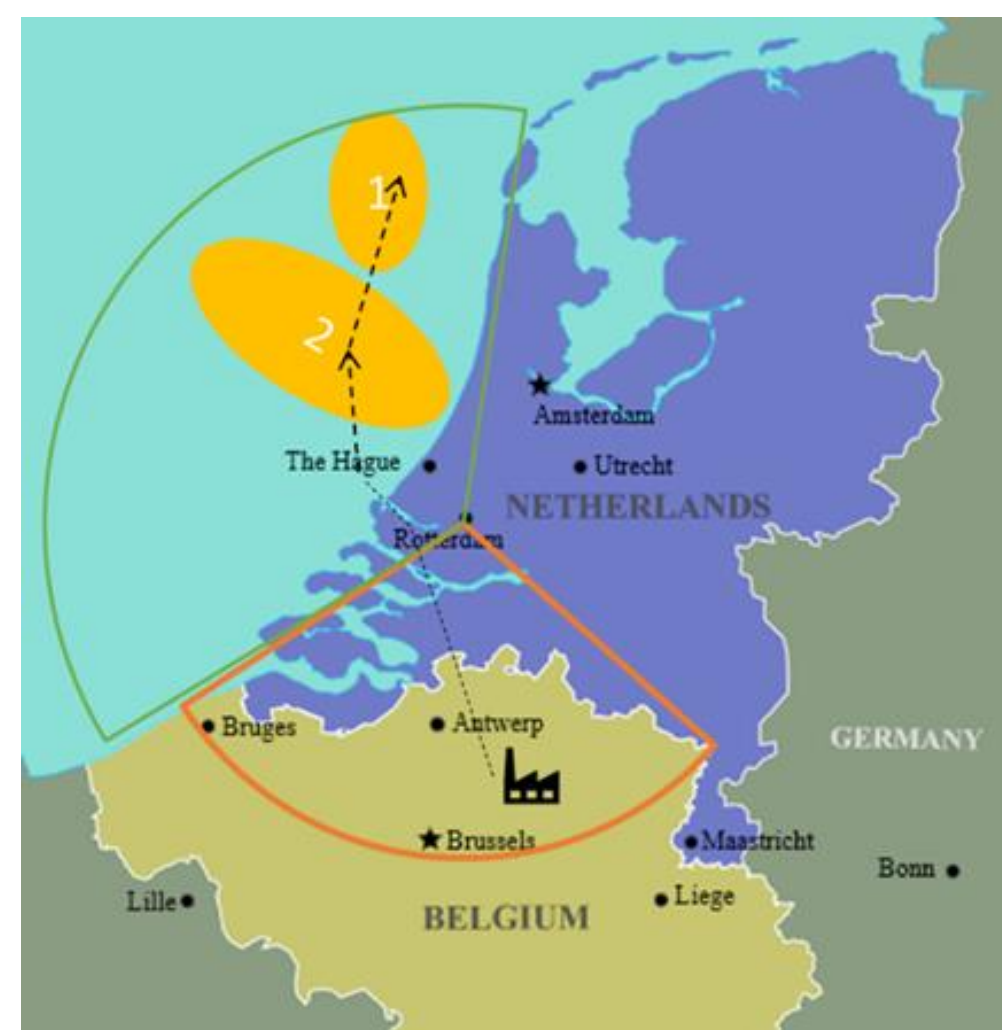 1
2
Amsterdam
The Hague
Utrecht
NETHERLANDS
Rotterdam
Bruges
Antwerp
GERMANY
Brussels
Maastricht
Bonn
Lille
Liege
BELGIUM